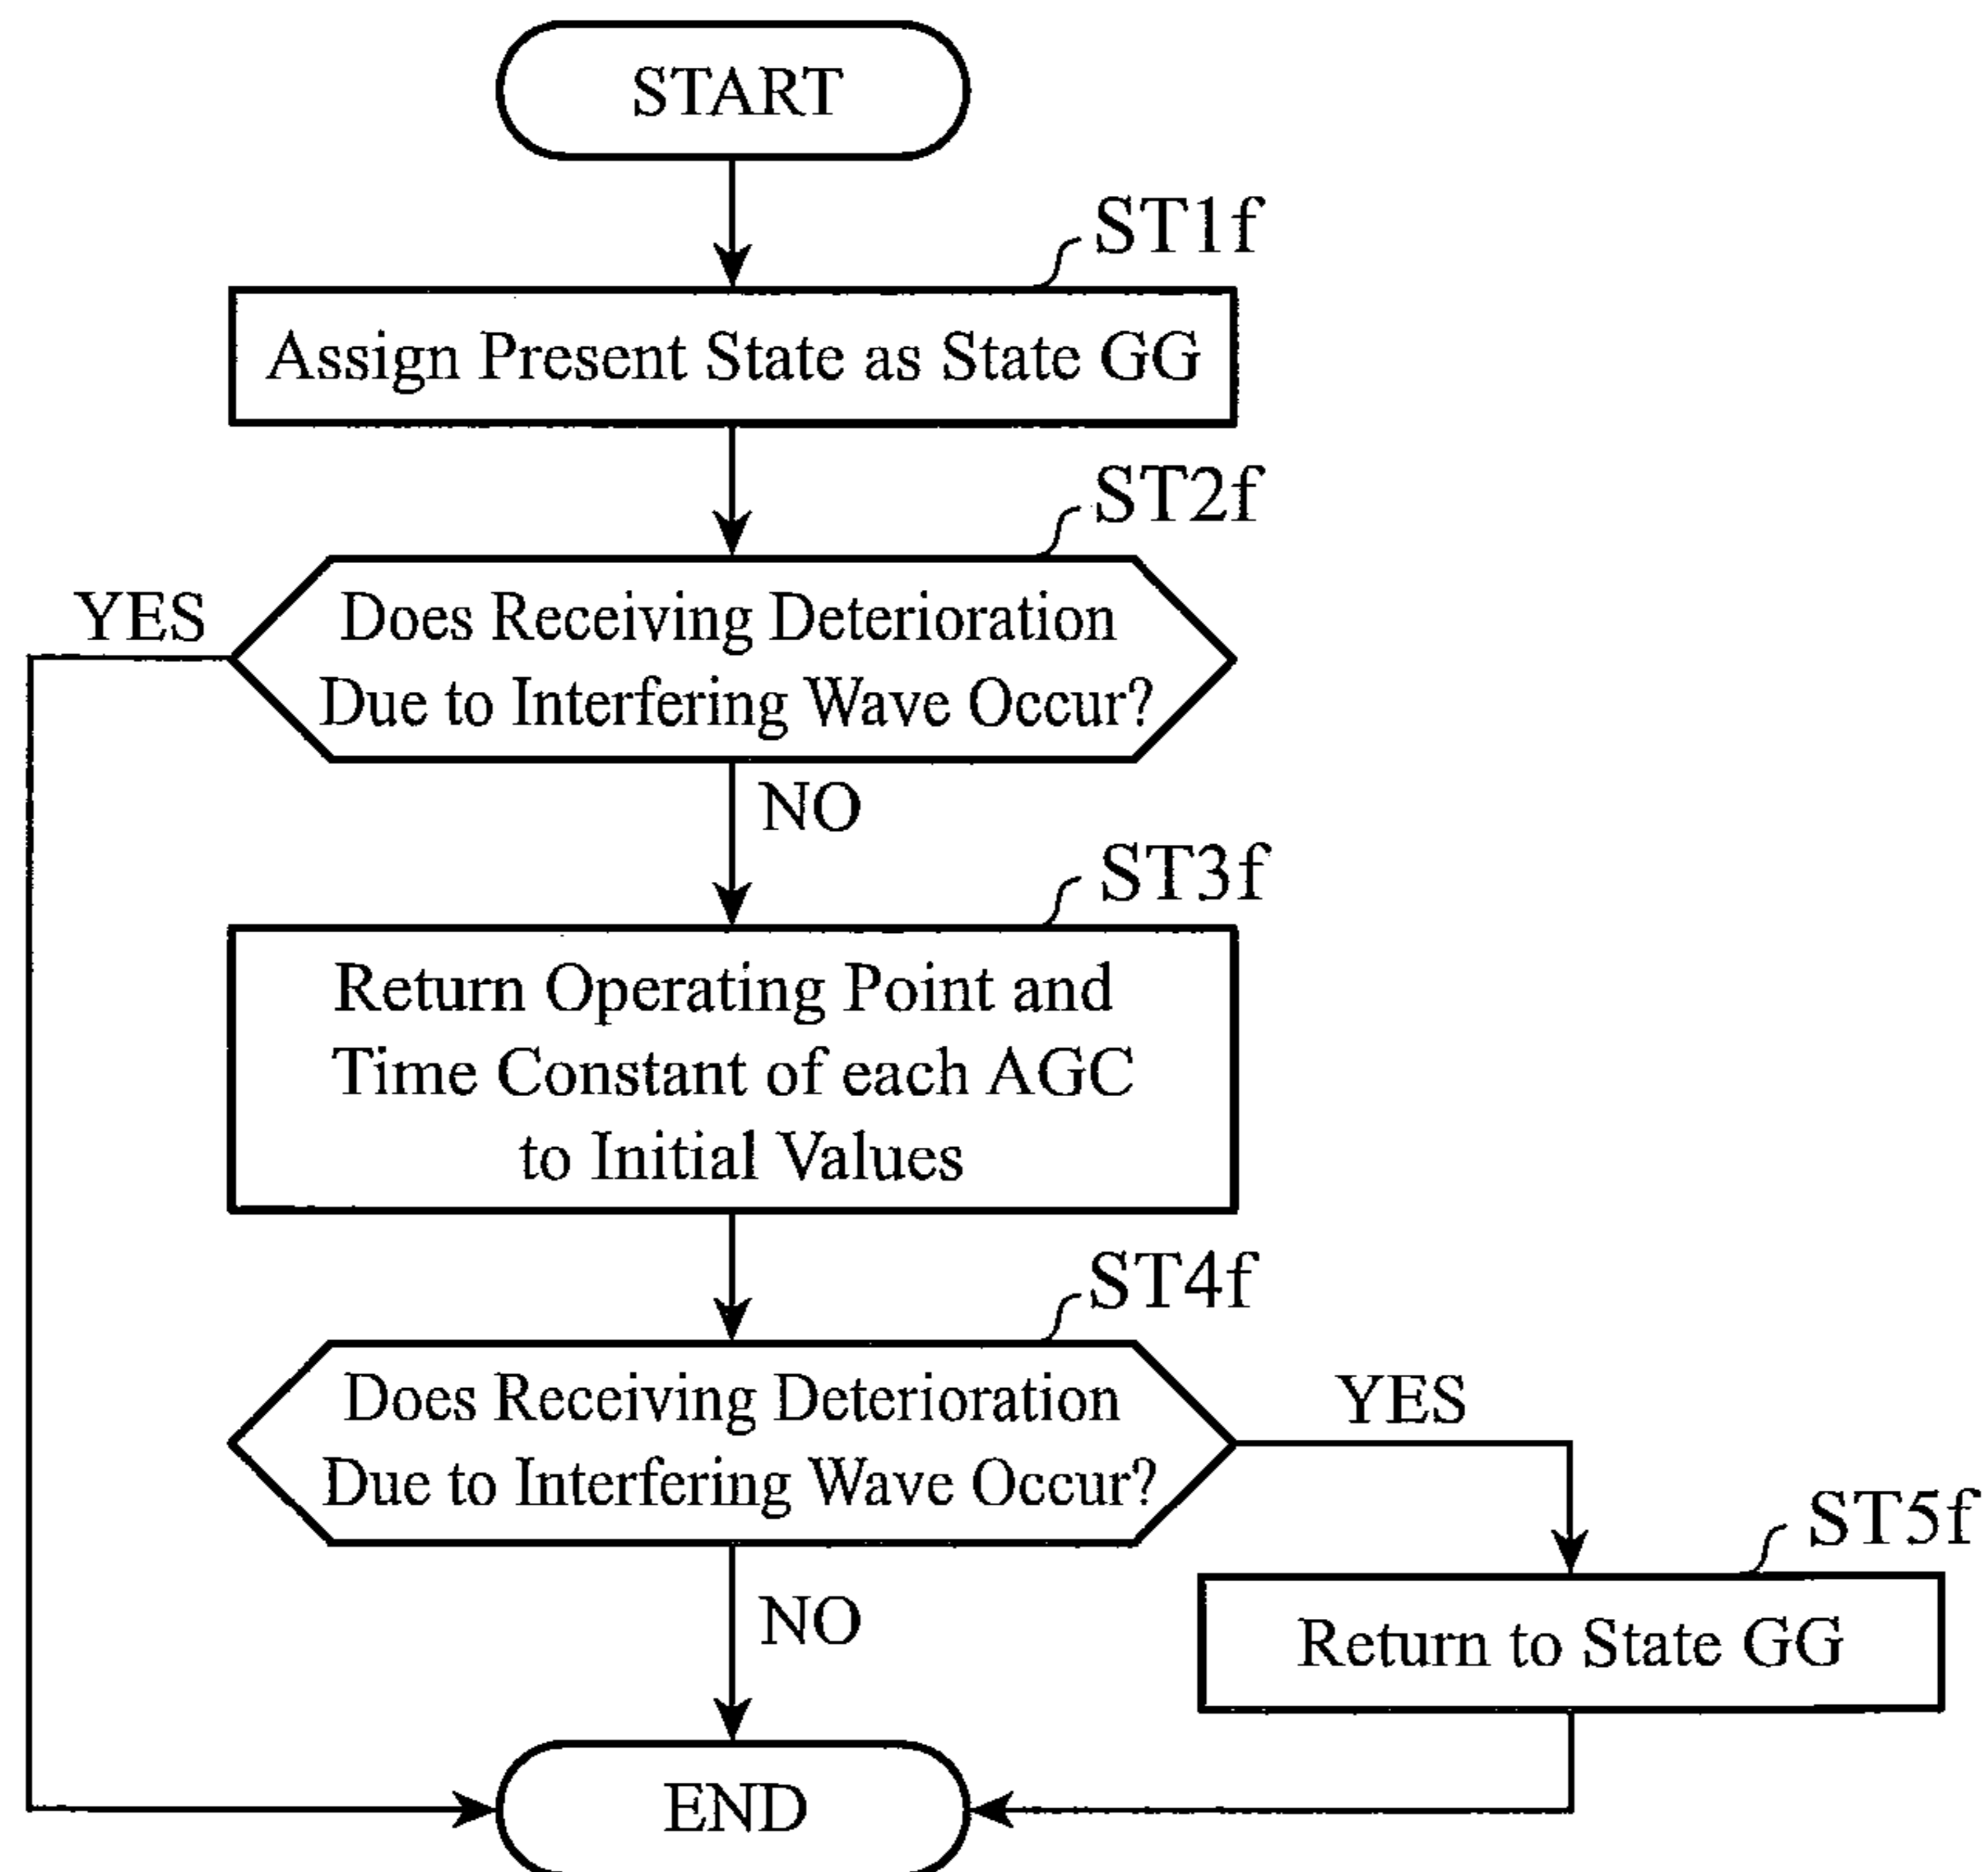 START
ST1f
Assign Present State as State GG
ST2f
YES
Does Receiving Deterioration
Due to Interfering Wave Occur?
NO
ST3f
Return Operating Point and
Time Constant of each AGC
to Initial Values
ST4f
Does Receiving Deterioration
Due to Interfering Wave Occur?
YES
ST5f
Return to State GG
NO
END